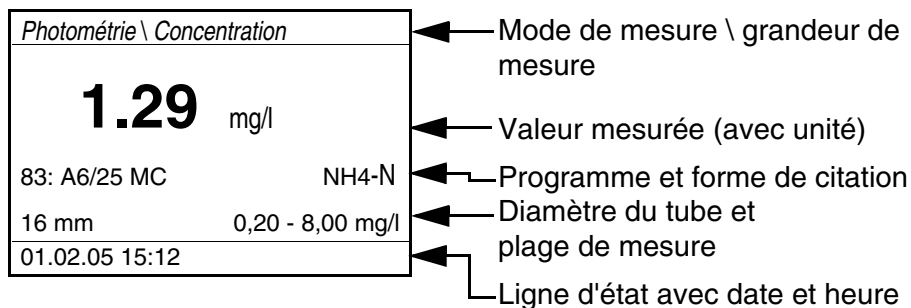 Photométrie \ Concentration
1.29 mg/l
83: A6/25 MC NH4-N
16 mm 0,20 - 8,00 mg/l
01.02.05 15:12
Mode de mesure \ grandeur de
mesure
Valeur mesurée (avec unité)
Programme et forme de citation
Diamètre du tube et
plage de mesure
Ligne d'état avec date et heure